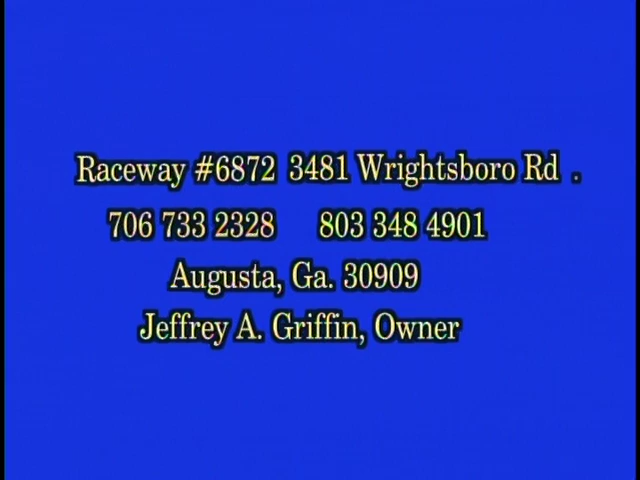 Raceway #6872 3481 Wrightsboro Rd .
706 733 2328 803 348 4901
Augusta, Ga. 30909
Jeffrey A. Griffin, Owner